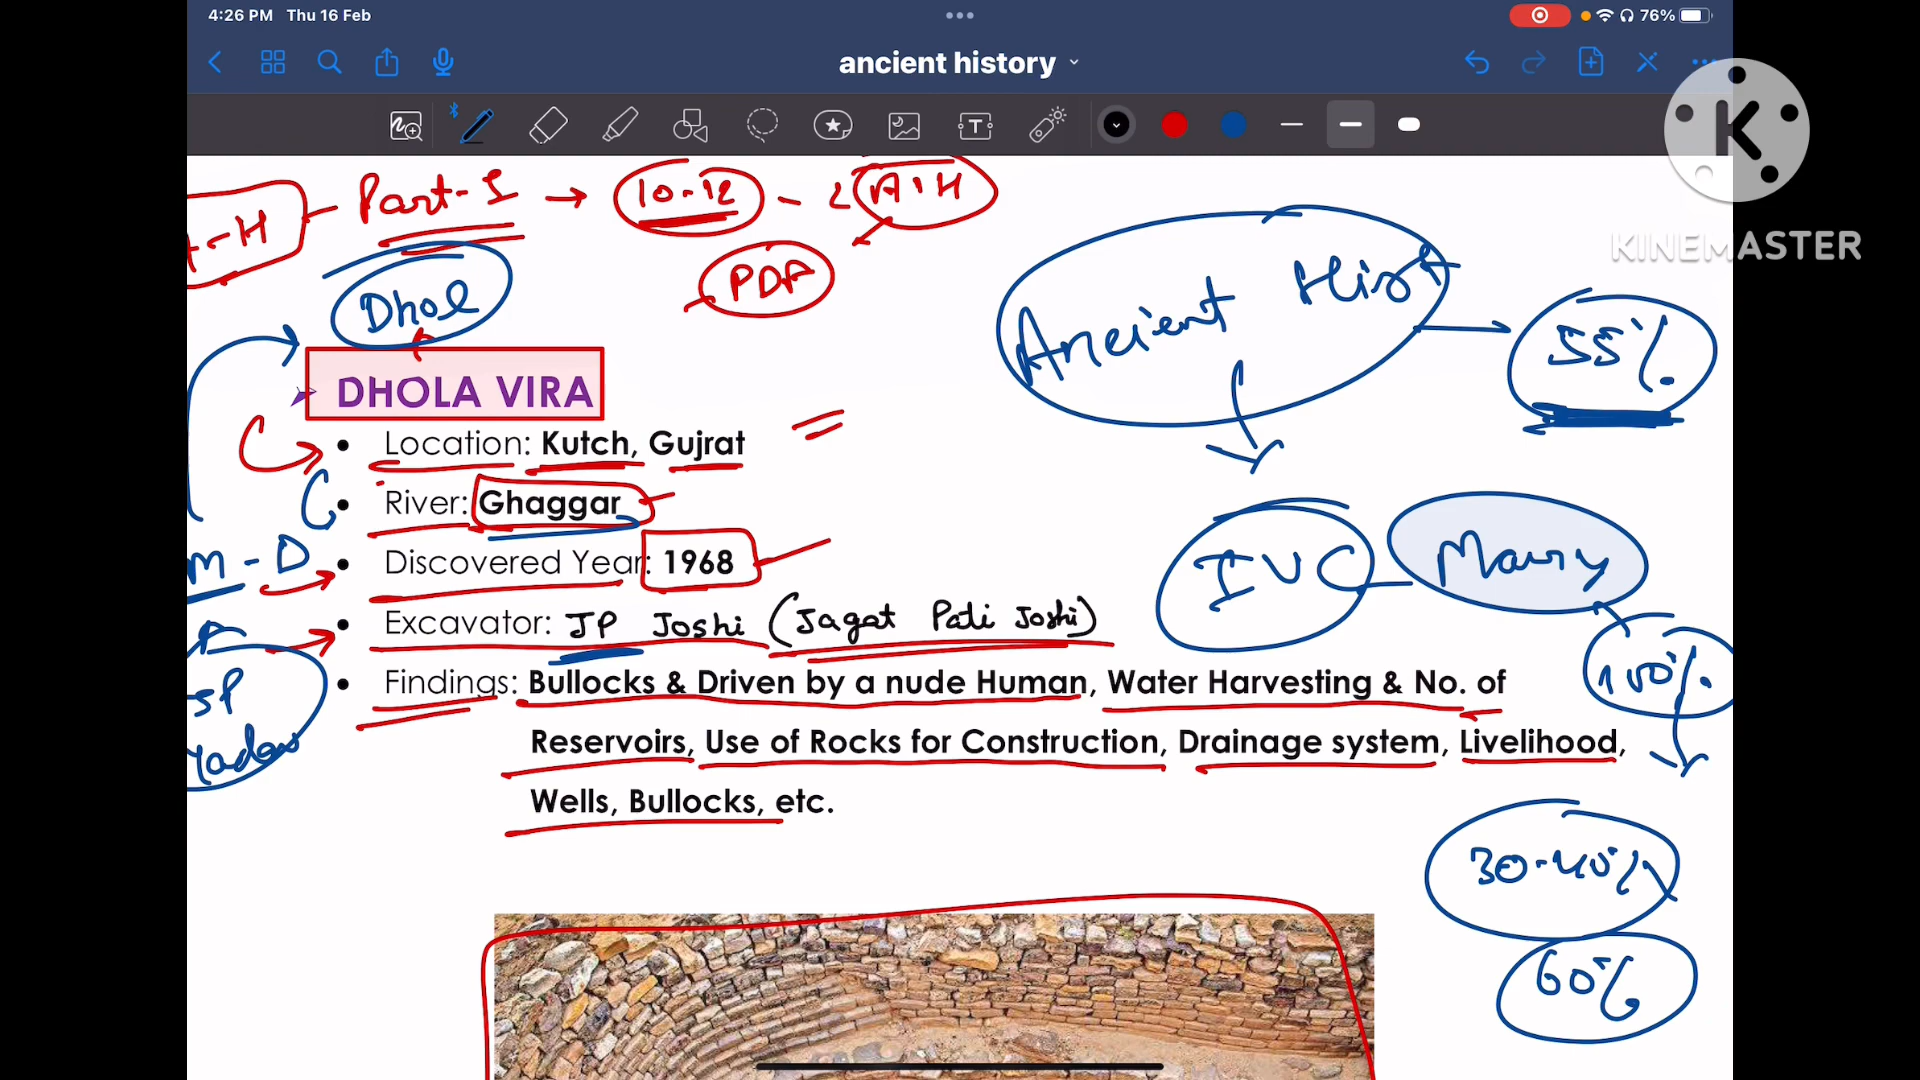 4:26 PM Thu 16 Feb
76%
ancient history
T
K
KINEMASTER
Part-I → 10-12 - 2 A.H
-H
PDF
Dhol
Ancient Hist
55%
DHOLA VIRA
• Location: Kutch, Gujrat
• River: Ghaggar
M-D
• Discovered Year: 1968
IVC
• Excavator: JP Joshi (Jagat Pati Joshi)
100%
• Findings: Bullocks & Driven by a nude Human, Water Harvesting & No. of
Reservoirs, Use of Rocks for Construction, Drainage system, Livelihood,
Wells, Bullocks, etc.
SP
Yadav
30-40%
60%